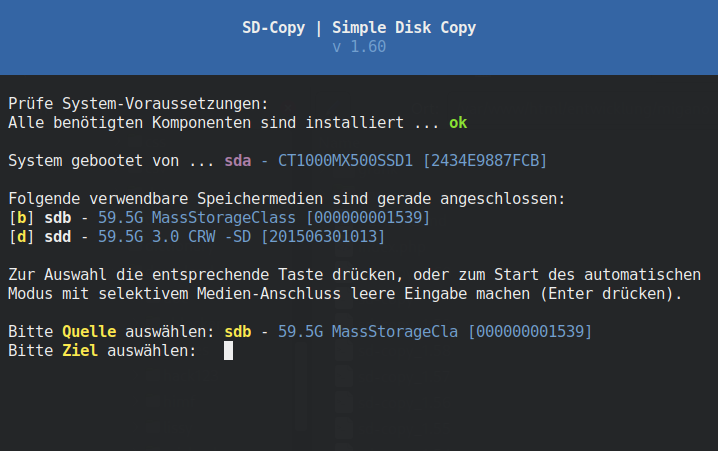 SD-Copy | Simple Disk Copy
v 1.60
Prüfe System-Voraussetzungen:
Alle benötigten Komponenten sind installiert ... ok
System gebootet von ... sda - CT1000MX500SSD1 [2434E9887FCB]
Folgende verwendbare Speichermedien sind gerade angeschlossen:
[b] sdb - 59.5G MassStorageClass [000000001539]
[d] sdd - 59.5G 3.0 CRW -SD [201506301013]
Zur Auswahl die entsprechende Taste drücken, oder zum Start des automatischen
Modus mit selektivem Medien-Anschluss leere Eingabe machen (Enter drücken).
Bitte Quelle auswählen: sdb - 59.5G MassStorageCla [000000001539]
Bitte Ziel auswählen: